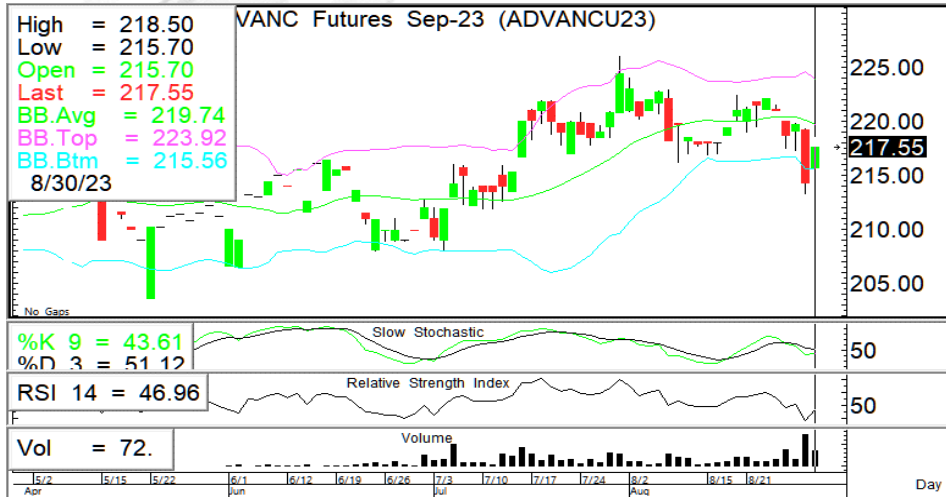 VANC Futures Sep-23 (ADVANCU23)
High = 218.50
Low = 215.70
Open = 215.70
Last = 217.55
BB.Avg = 219.74
BB.Top = 223.92
BB.Btm = 215.56
8/30/23
225.00
220.00
217.55
215.00
210.00
205.00
No Gaps
Slow Stochastic
%K 9 = 43.61
%D 3 = 51.12
50
Relative Strength Index
RSI 14 = 46.96
50
Volume
Vol = 72.
5/2 5/15 5/22 6/1 6/12 6/19 6/26 7/3 7/10 7/17 7/24 8/2 8/15 8/21
Apr Jun Jul Aug Day